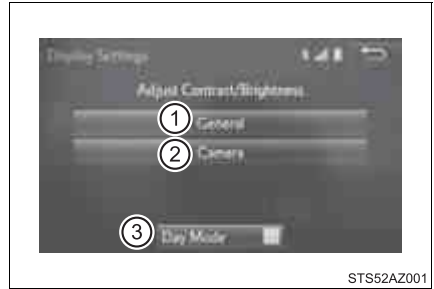 Display Settings
Adjust Contrast/Brightness
1 General
2 Camera
3 Day Mode
STS52AZ001